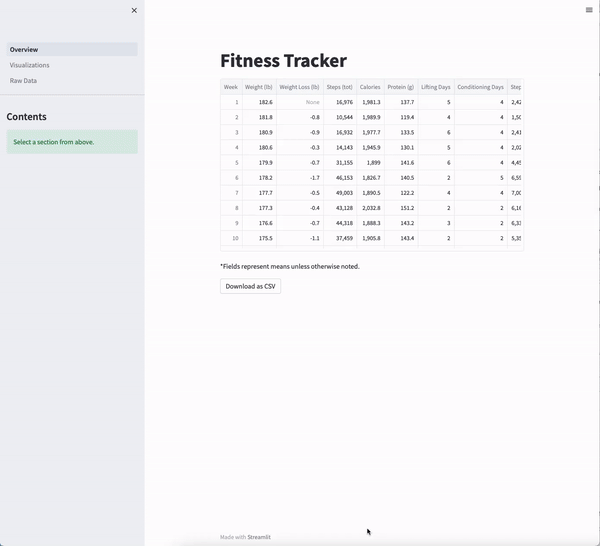 Overview
Visualizations
Raw Data
Contents
Select a section from above.
Fitness Tracker
Week Weight (lb) Weight Loss (lb) Steps (tot) Calories Protein (g) Lifting Days Conditioning Days Step
1 182.6 None 16,976 1,981.3 137.7 5 4 2,42
2 181.8 -0.8 10,544 1,989.9 119.4 4 4 1,50
3 180.9 -0.9 16,932 1,977.7 133.5 6 4 2,41
4 180.6 -0.3 14,143 1,945.9 130.1 5 4 2,02
5 179.9 -0.7 31,155 1,899 141.6 6 4 4,45
6 178.2 -1.7 46,153 1,826.7 140.5 2 5 6,59
7 177.7 -0.5 49,003 1,890.5 122.2 4 4 7,00
8 177.3 -0.4 43,128 2,032.8 151.2 2 2 6,16
9 176.6 -0.7 44,318 1,888.3 143.2 3 2 6,33
10 175.5 -1.1 37,459 1,905.8 143.4 2 2 5,35
*Fields represent means unless otherwise noted.
Download as CSV
Made with Streamlit